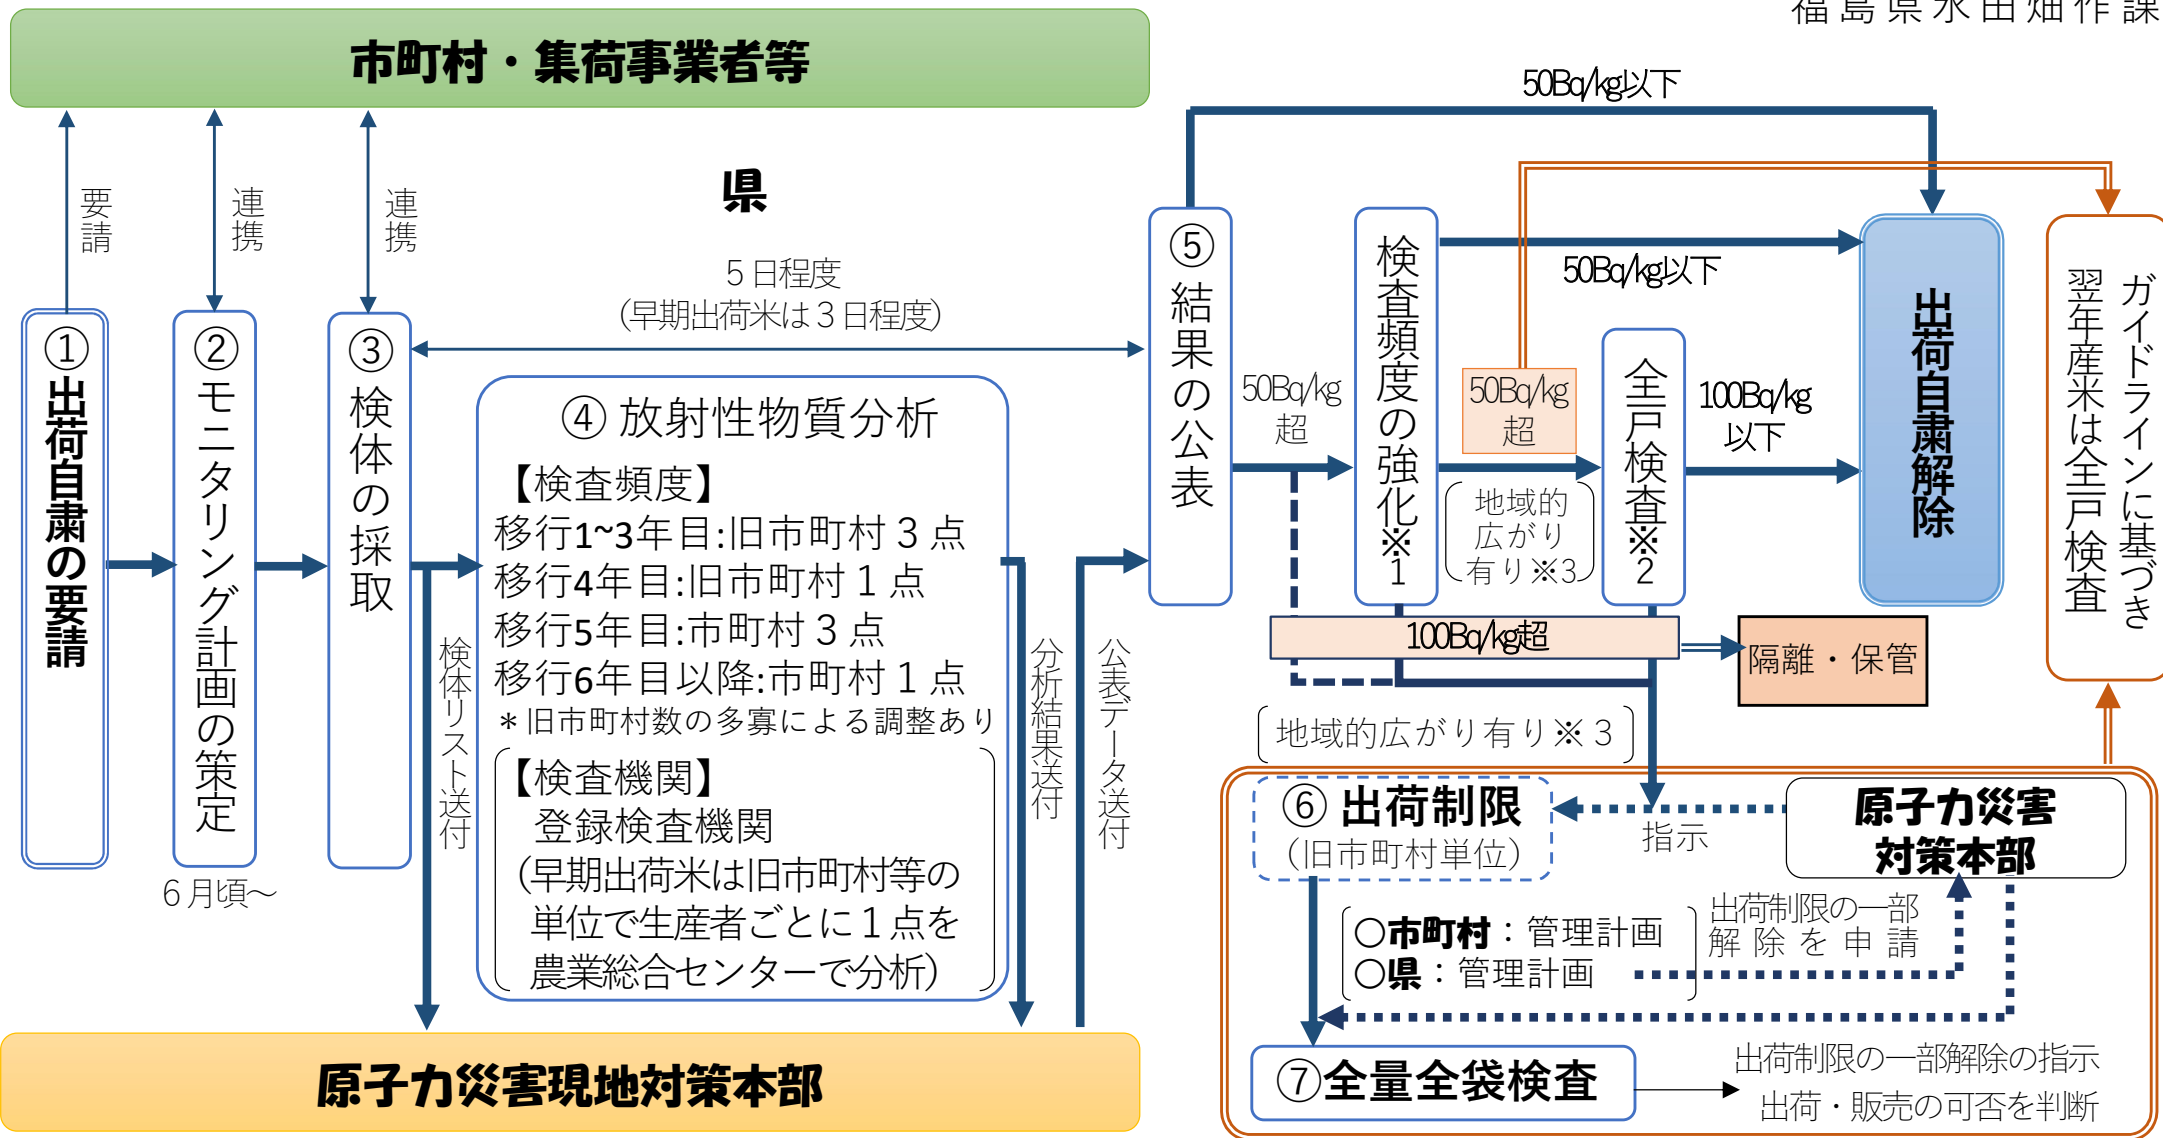 福島県水田畑作課
市町村・集荷事業者等
要請
連携
連携
県
５日程度
(早期出荷米は３日程度)
①出荷自粛の要請
②モニタリング計画の策定
６月頃～
③検体の採取
検体リスト送付
④ 放射性物質分析
【検査頻度】
移行1~3年目:旧市町村３点
移行4年目:旧市町村１点
移行5年目:市町村３点
移行6年目以降:市町村１点
＊旧市町村数の多寡による調整あり
【検査機関】
登録検査機関
(早期出荷米は旧市町村等の
単位で生産者ごとに１点を
農業総合センターで分析)
分析結果送付
公表データ送付
原子力災害現地対策本部
⑤結果の公表
50Bq/kg以下
50Bq/kg
超
検査頻度の強化※1
50Bq/kg以下
50Bq/kg
超
地域的
広がり
有り※3
全戸検査※2
100Bq/kg
以下
出荷自粛解除
ガイドラインに基づき
翌年産米は全戸検査
100Bq/kg超
隔離・保管
地域的広がり有り※３
⑥ 出荷制限
(旧市町村単位)
指示
原子力災害
対策本部
○市町村：管理計画
○県：管理計画
出荷制限の一部
解除を申請
⑦全量全袋検査
出荷制限の一部解除の指示
出荷・販売の可否を判断